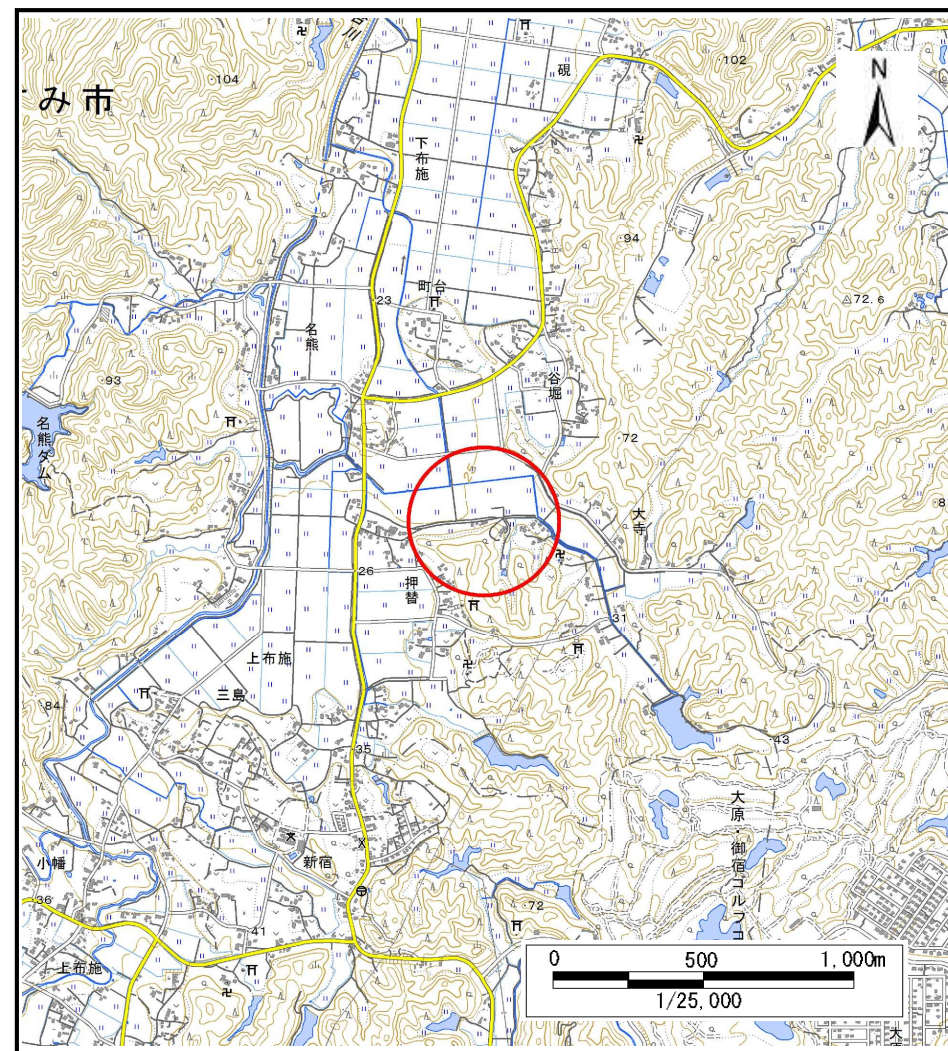 硯
·102
·104
N
み市
下布施
·94
町台
23
72.6
名熊
谷堀
·93
名熊ダム
·72
大寺
26
押替
31
上布施
三島
·84
·43
35
大原・御宿ゴルフコ
新宿
小幡
·72
·36
41
上布施
0 500 1,000m
1/25,000